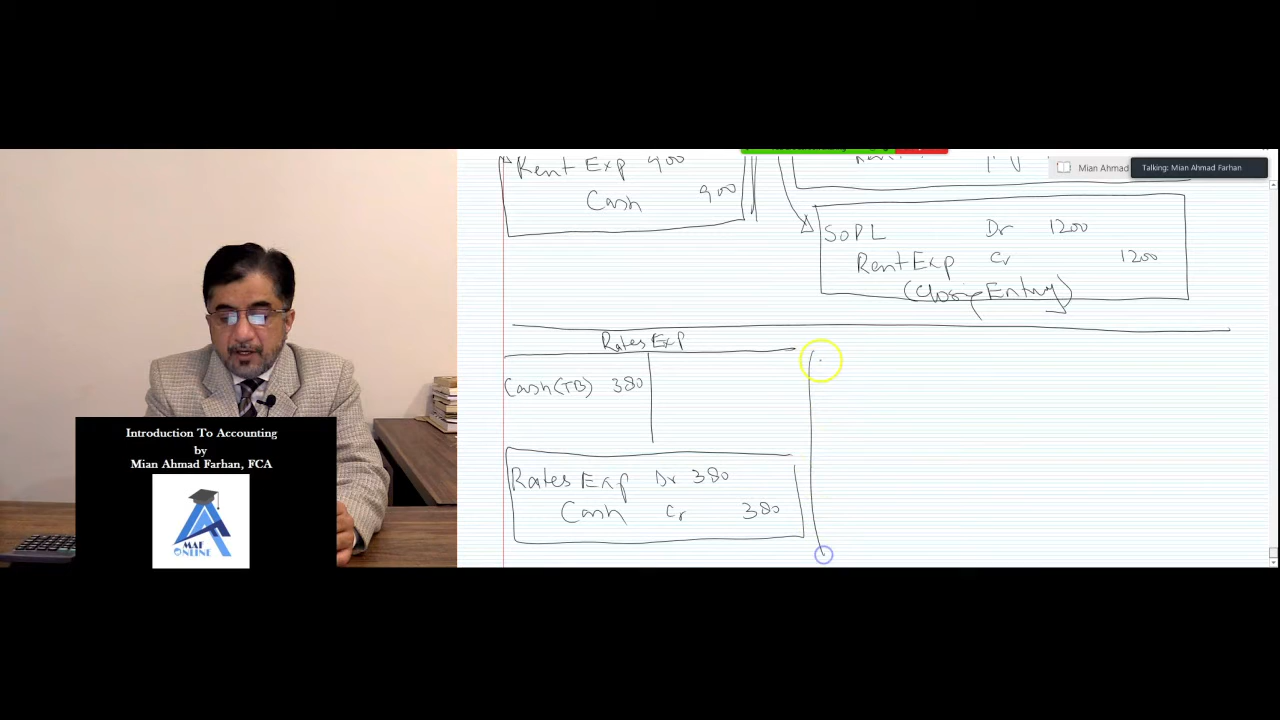 Rent Exp 900
Cash 900
Mian Ahmad
Talking: Mian Ahmad Farhan
SOPL Dr 1200
Rent Exp Cr 1200
(Closing Entry)
Rates Exp
Cash(TB) 380
Rates Exp Dr 380
Cash Cr 380
Introduction To Accounting
by
Mian Ahmad Farhan, FCA
MAF
ONLINE